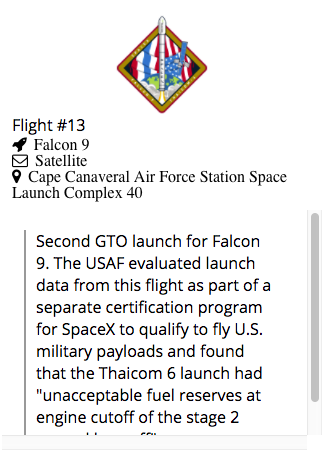 Flight #13
Falcon 9
Satellite
Cape Canaveral Air Force Station Space
Launch Complex 40
Second GTO launch for Falcon
9. The USAF evaluated launch
data from this flight as part of a
separate certification program
for SpaceX to qualify to fly U.S.
military payloads and found
that the Thaicom 6 launch had
"unacceptable fuel reserves at
engine cutoff of the stage 2